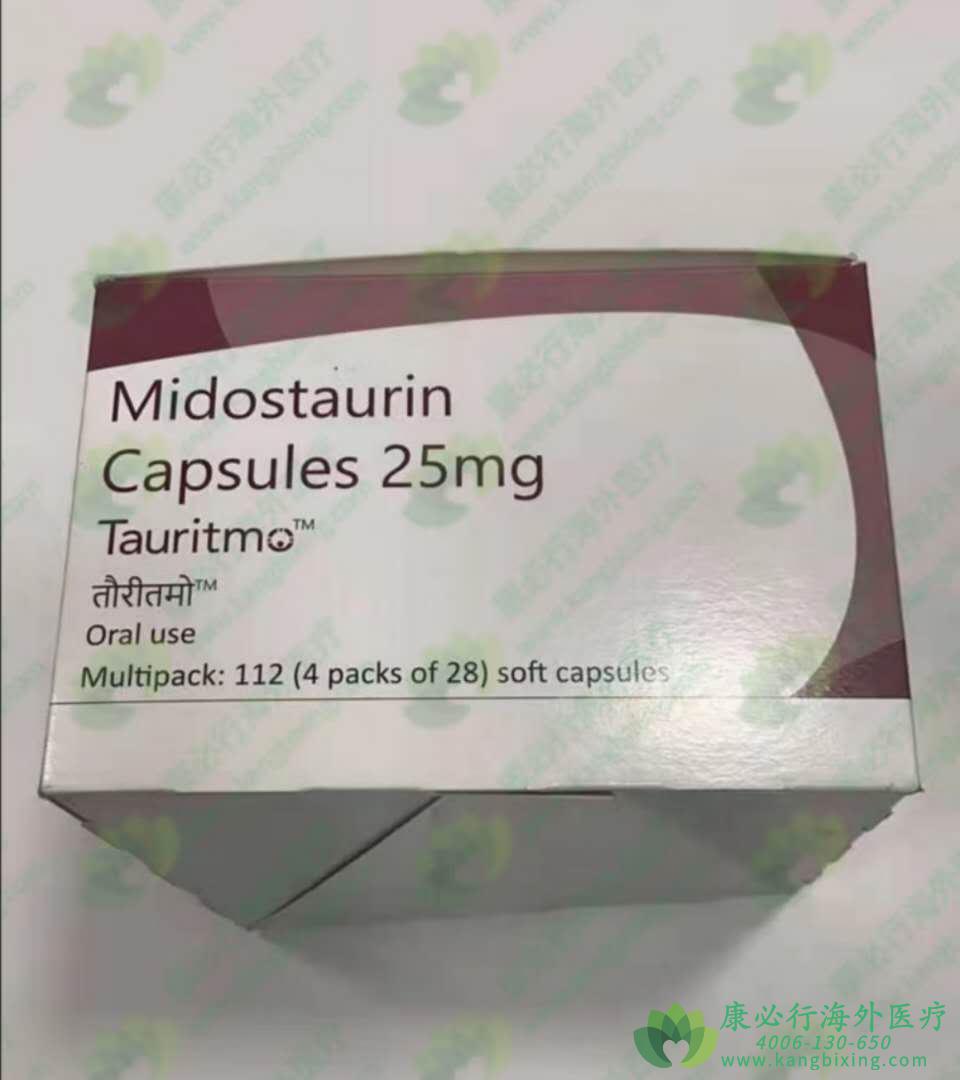 Midostaurin
Capsules 25mg
Tauritmo™
तौरीतमो™
Oral use
Multipack: 112 (4 packs of 28) soft capsules
康必行海外医疗
4006-130-650
www.kangbixing.com